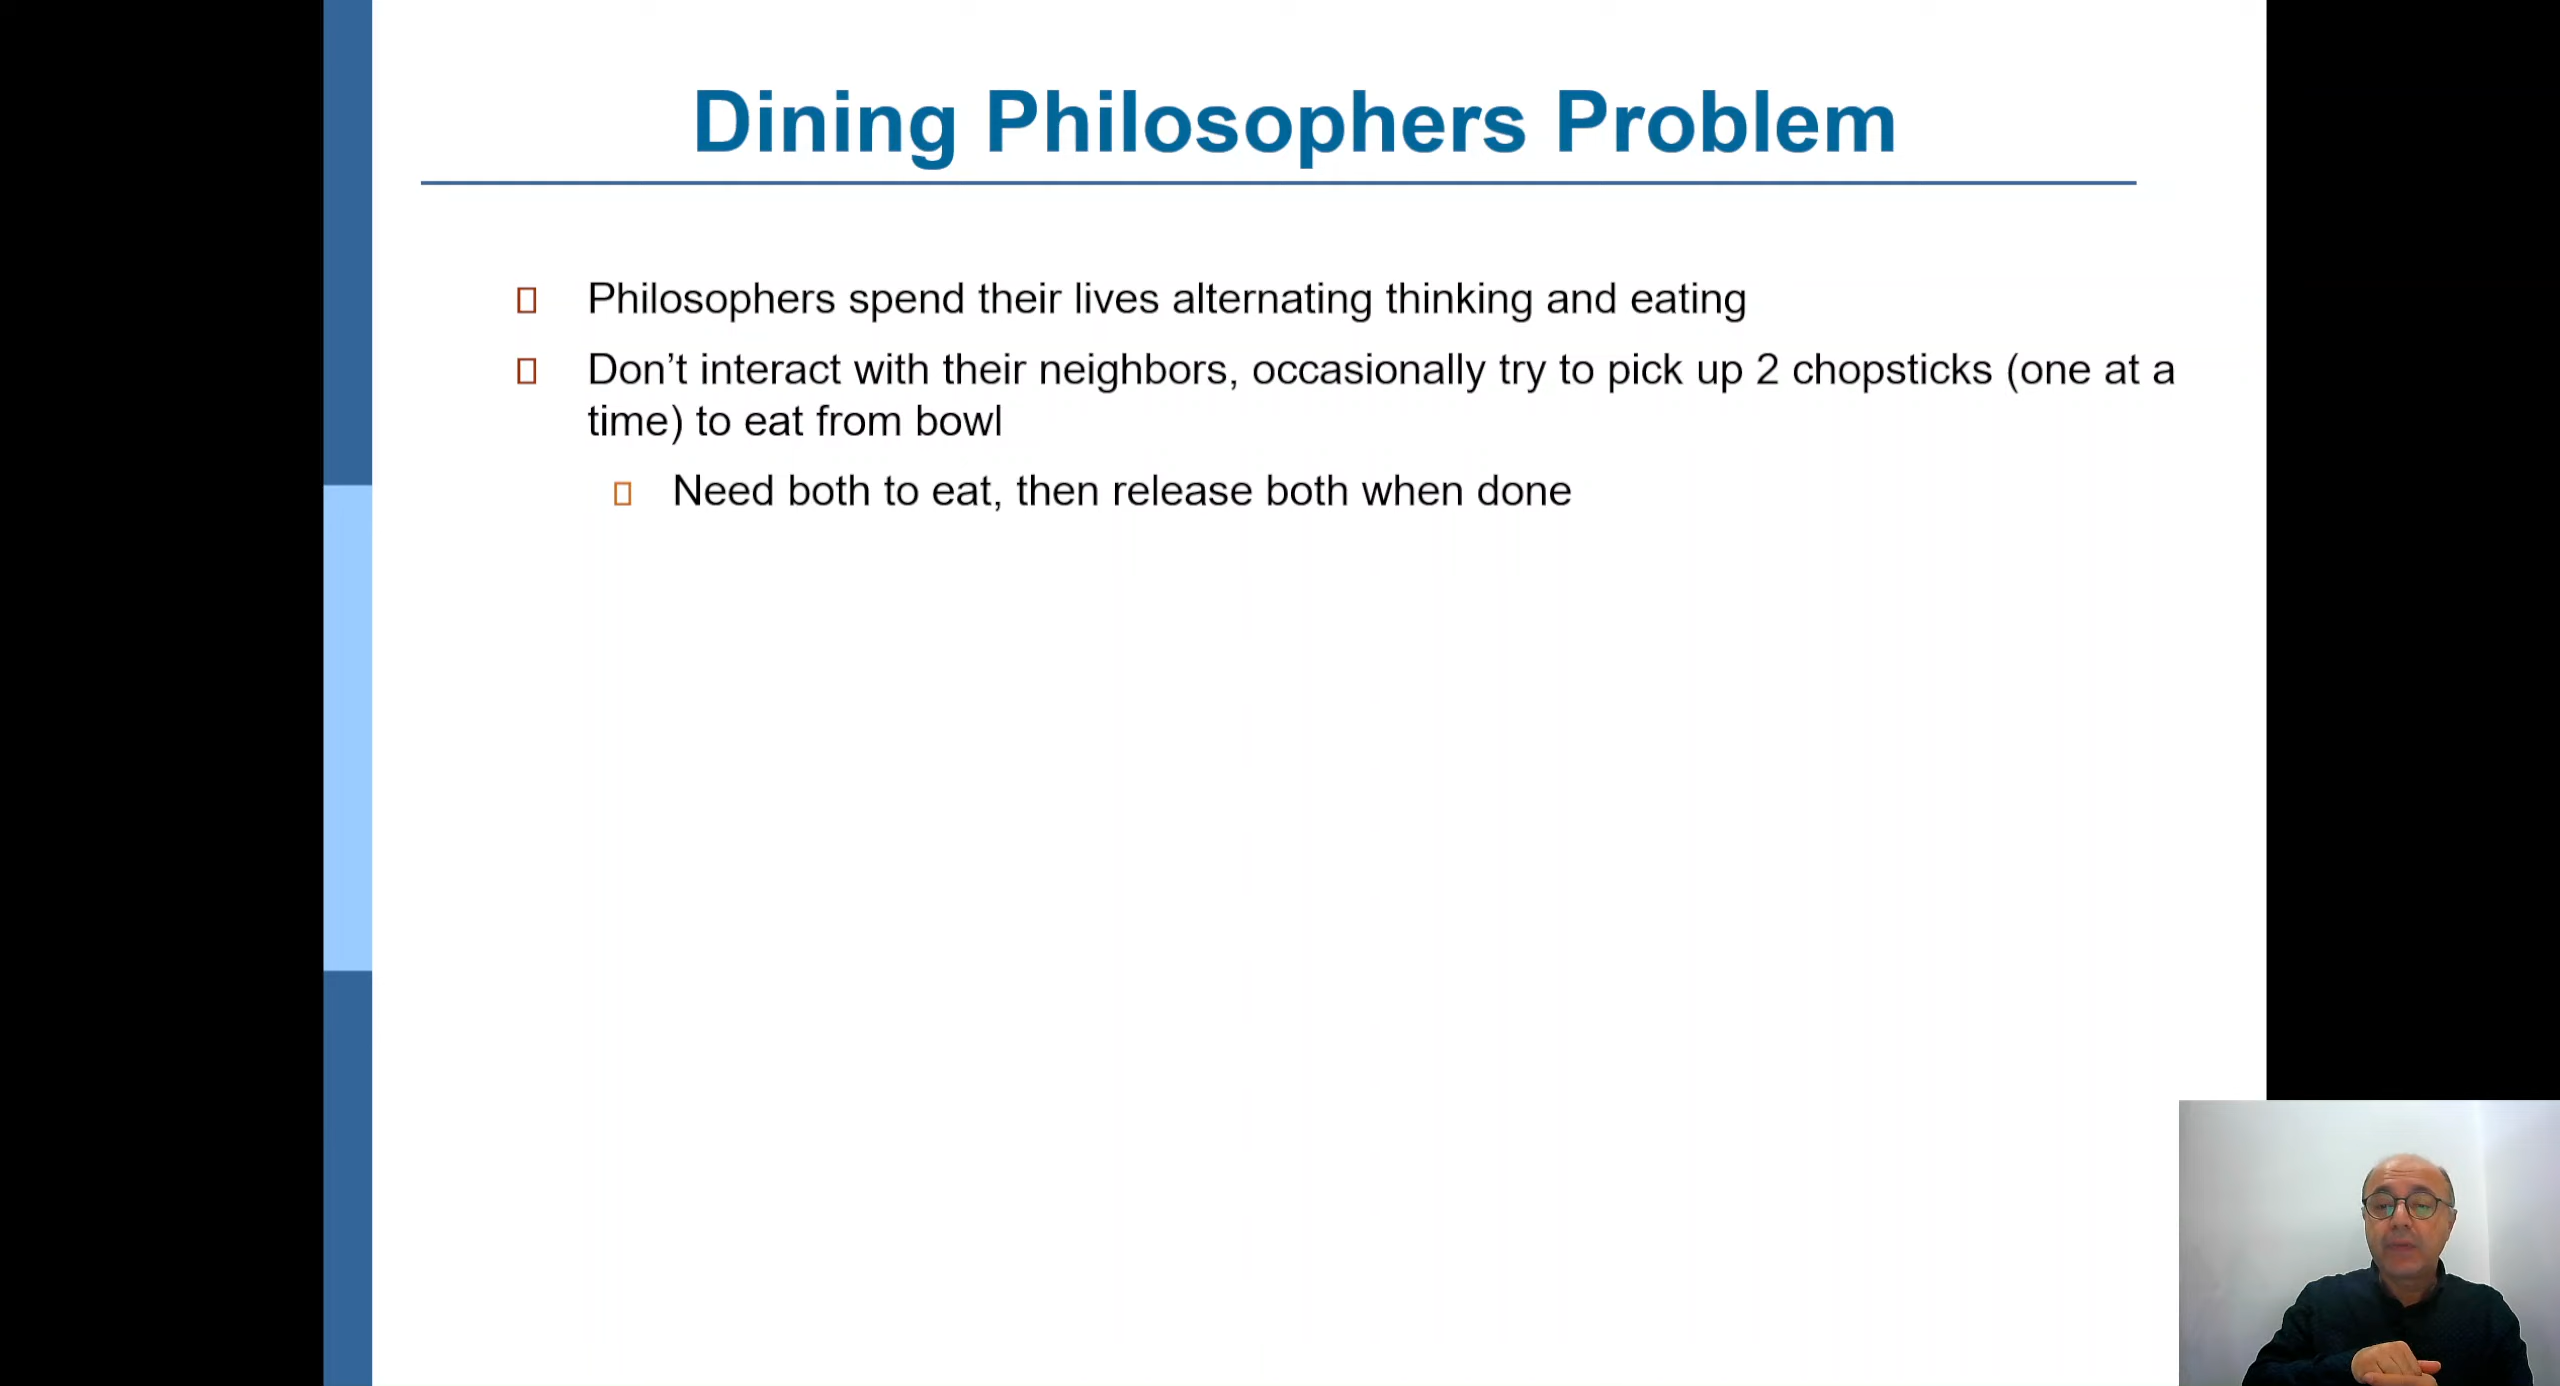 Dining Philosophers Problem
Philosophers spend their lives alternating thinking and eating
Don’t interact with their neighbors, occasionally try to pick up 2 chopsticks (one at a
time) to eat from bowl
Need both to eat, then release both when done